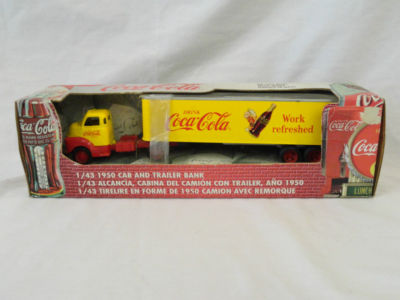 Coca-Cola
DRINK
Coca-Cola
Work
refreshed
Coca-Cola
Coca-Cola
Coca
LUNCH
1/43 1950 CAB AND TRAILER BANK
1/43 ALCANCÍA, CABINA DEL CAMIÓN CON TRAILER, AÑO 1950
1/43 TIRELIRE EN FORME DE 1950 CAMION AVEC REMORQUE